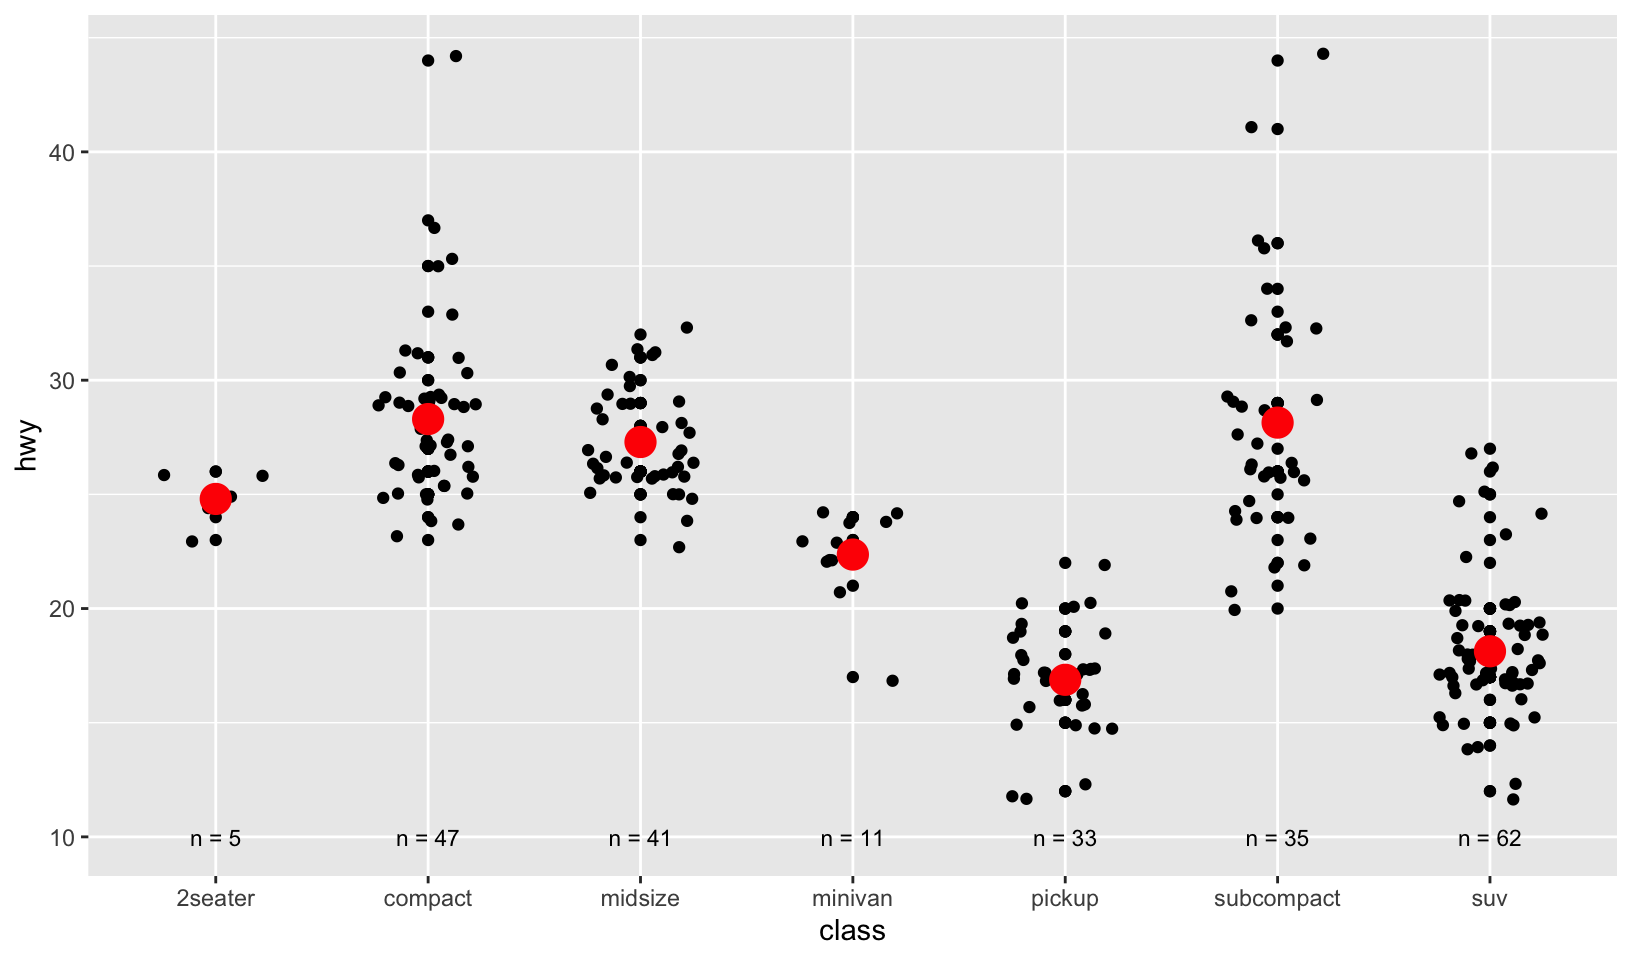 hwy
40
30
20
10
n = 5 n = 47 n = 41 n = 11 n = 33 n = 35 n = 62
2seater compact midsize minivan pickup subcompact suv
class